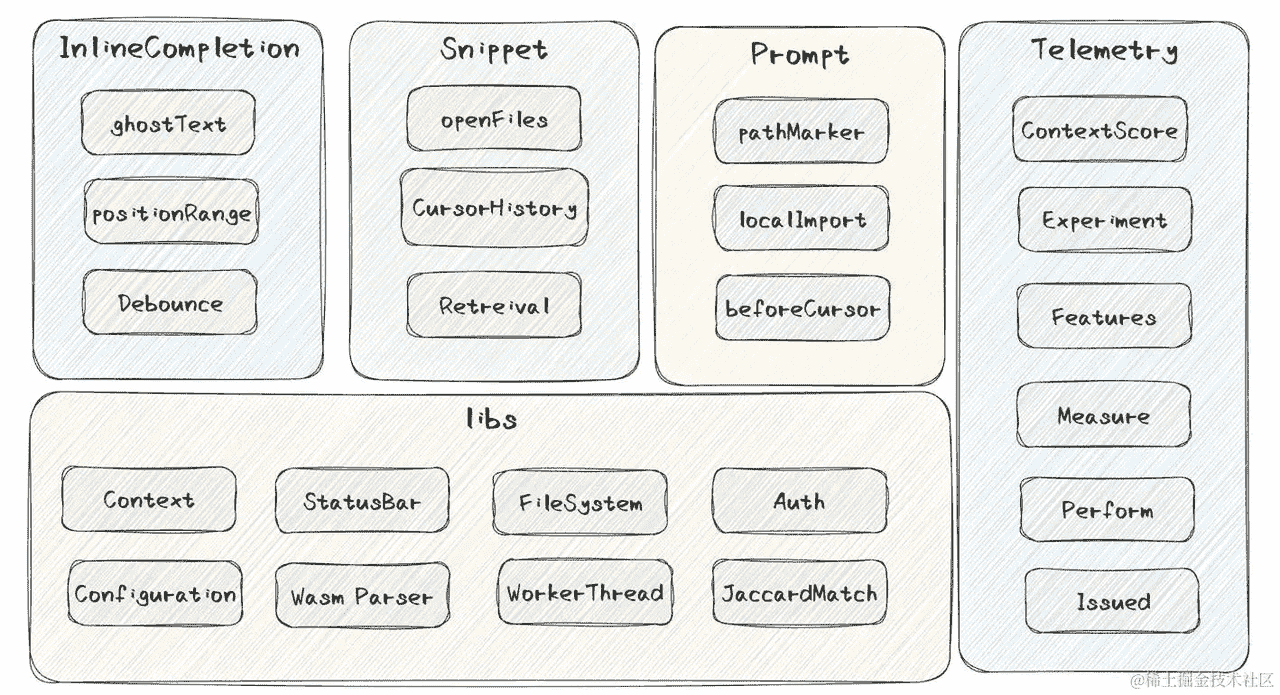 InlineCompletion
ghostText
positionRange
Debounce
Snippet
openFiles
CursorHistory
Retreival
Prompt
pathMarker
localImport
beforeCursor
Telemetry
ContextScore
Experiment
Features
Measure
Perform
Issued
libs
Context
StatusBar
FileSystem
Auth
Configuration
Wasm Parser
WorkerThread
JaccardMatch
@稀土掘金技术社区